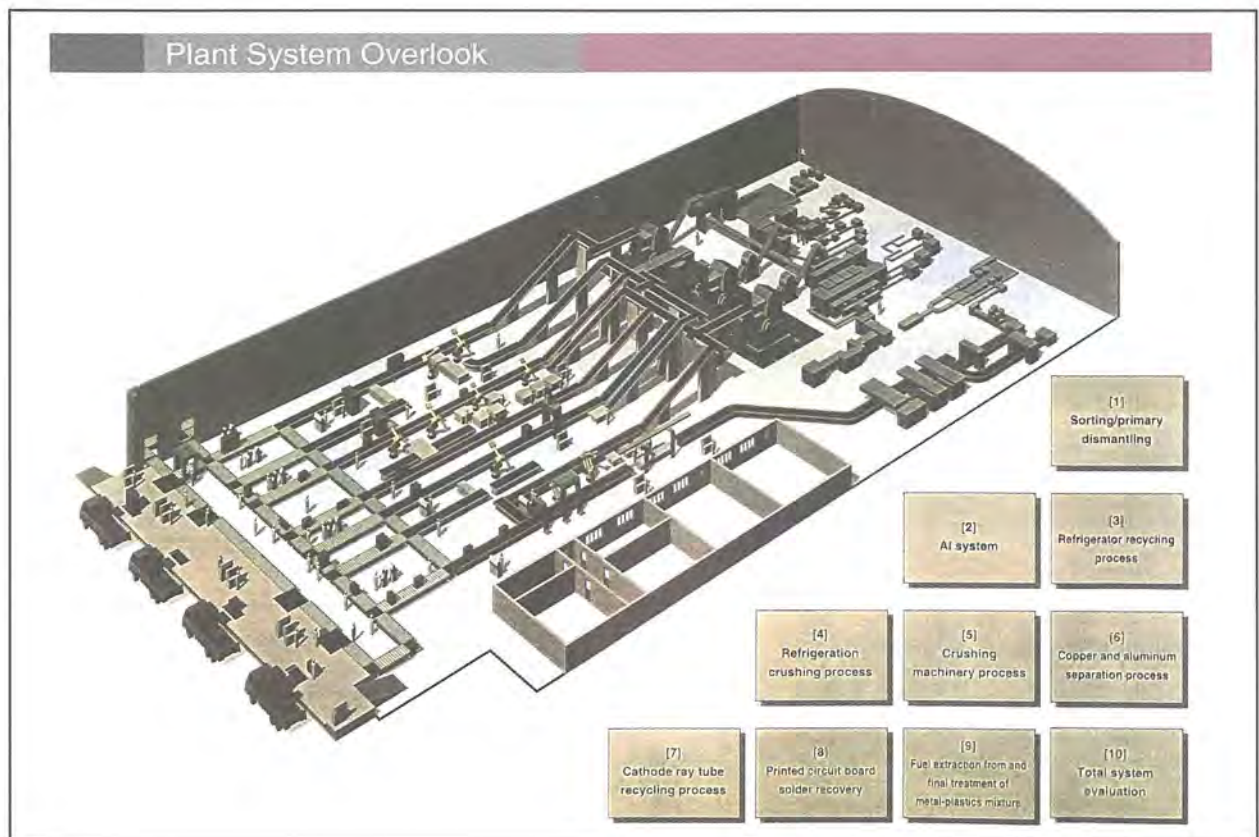 Plant System Overlook
[1]
Sorting/primary
dismantling
[2]
AI system
[3]
Refrigerator recycling
process
[4]
Refrigeration
crushing process
[5]
Crushing
machinery process
[6]
Copper and aluminum
separation process
[7]
Cathode ray tube
recycling process
[8]
Printed circuit board
solder recovery
[9]
Fuel extraction from and
final treatment of
metal-plastics mixture
[10]
Total system
evaluation